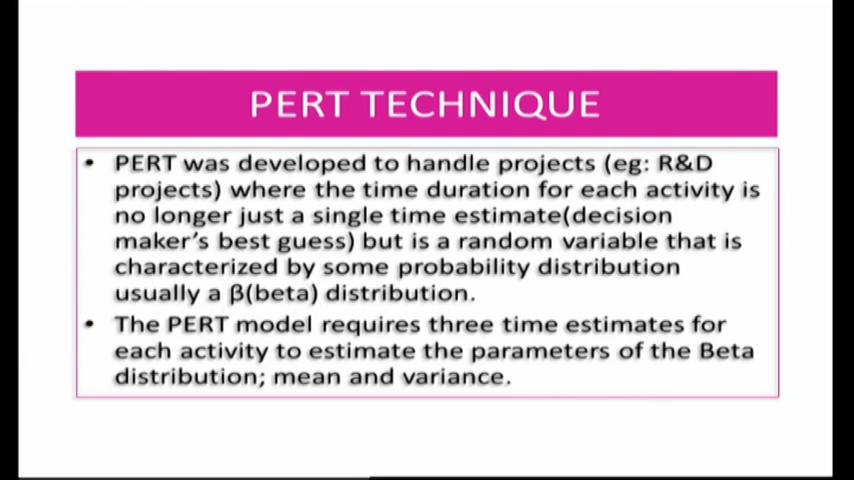 PERT TECHNIQUE
• PERT was developed to handle projects (eg: R&D
projects) where the time duration for each activity is
no longer just a single time estimate(decision
maker's best guess) but is a random variable that is
characterized by some probability distribution
usually a β(beta) distribution.
• The PERT model requires three time estimates for
each activity to estimate the parameters of the Beta
distribution; mean and variance.